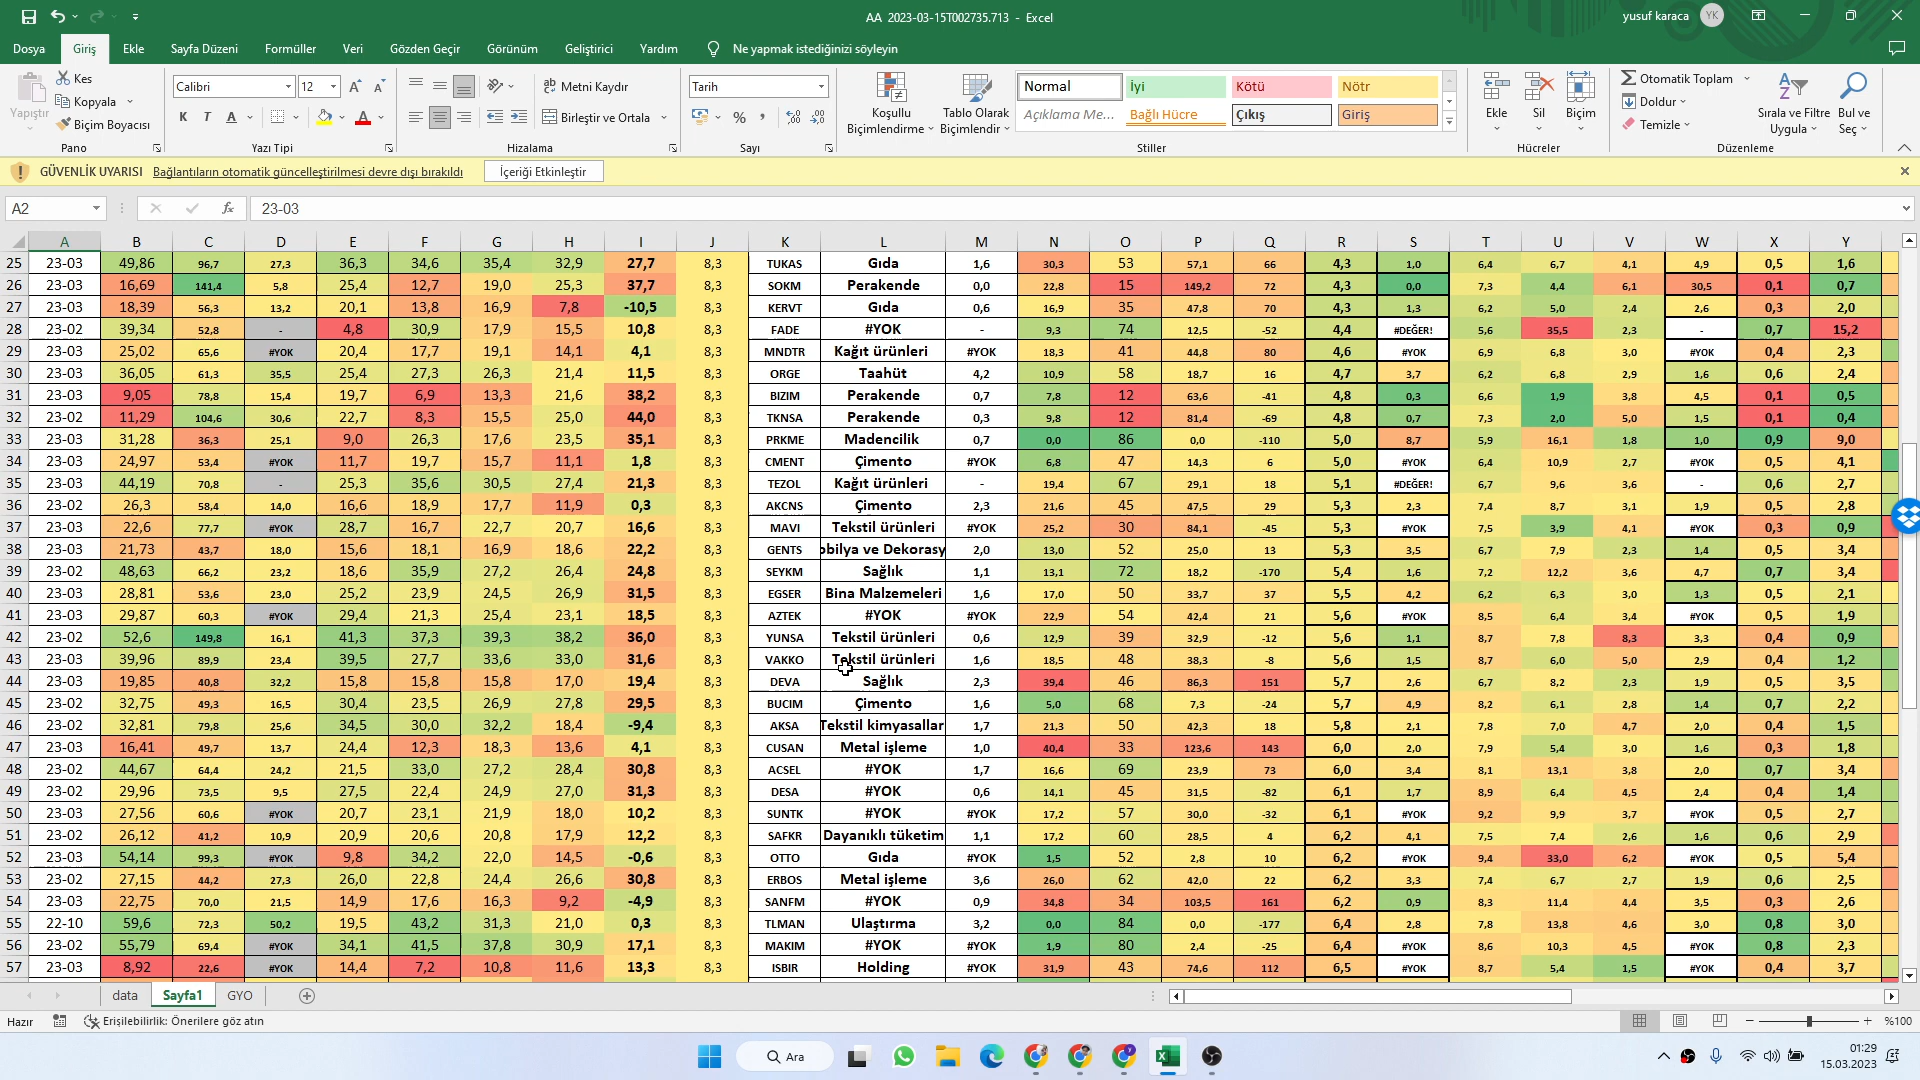 AA 2023-03-15T002735.713 - Excel
yusuf karaca YK
Dosya Giriş Ekle Sayfa Düzeni Formüller Veri Gözden Geçir Görünüm Geliştirici Yardım Ne yapmak istediğinizi söyleyin
Yapıştır Kes Kopyala Biçim Boyacısı Pano
Calibri 12 K T A A Yazı Tipi
Metni Kaydır Birleştir ve Ortala Hizalama
Tarih % Sayı
Koşullu Biçimlendirme Tablo Olarak Biçimlendir
Normal İyi Kötü Nötr
Açıklama Me... Bağlı Hücre Çıkış Giriş
Stiller
Ekle Sil Biçim Hücreler
Otomatik Toplam Doldur Temizle Sırala ve Filtre Uygula Bul ve Seç Düzenleme
GÜVENLİK UYARISI Bağlantıların otomatik güncelleştirilmesi devre dışı bırakıldı İçeriği Etkinleştir
A2 fx 23-03
A B C D E F G H I J K L M N O P Q R S T U V W X Y
25 23-03 49,86 96,7 27,3 36,3 34,6 35,4 32,9 27,7 8,3 TUKAS Gıda 1,6 30,3 53 57,1 66 4,3 1,0 6,4 6,7 4,1 4,9 0,5 1,6
26 23-03 16,69 141,4 5,8 25,4 12,7 19,0 25,3 37,7 8,3 SOKM Perakende 0,0 22,8 15 149,2 72 4,3 0,0 7,3 4,4 6,1 30,5 0,1 0,7
27 23-03 18,39 56,3 13,2 20,1 13,8 16,9 7,8 -10,5 8,3 KERVT Gıda 0,6 16,9 35 47,8 70 4,3 1,3 6,2 5,0 2,4 2,6 0,3 2,0
28 23-02 39,34 52,8 - 4,8 30,9 17,9 15,5 10,8 8,3 FADE #YOK - 9,3 74 12,5 -52 4,4 #DEĞER! 5,6 35,5 2,3 - 0,7 15,2
29 23-03 25,02 65,6 #YOK 20,4 17,7 19,1 14,1 4,1 8,3 MNDTR Kağıt ürünleri #YOK 18,3 41 44,8 80 4,6 #YOK 6,9 6,8 3,0 #YOK 0,4 2,3
30 23-03 36,05 61,3 35,5 25,4 27,3 26,3 21,4 11,5 8,3 ORGE Taahüt 4,2 10,9 58 18,7 16 4,7 3,7 6,2 6,8 2,9 1,6 0,6 2,4
31 23-03 9,05 78,8 15,4 19,7 6,9 13,3 21,6 38,2 8,3 BIZIM Perakende 0,7 7,8 12 63,6 -41 4,8 0,3 6,6 1,9 3,8 4,5 0,1 0,5
32 23-02 11,29 104,6 30,6 22,7 8,3 15,5 25,0 44,0 8,3 TKNSA Perakende 0,3 9,8 12 81,4 -69 4,8 0,7 7,3 2,0 5,0 1,5 0,1 0,4
33 23-03 31,28 36,3 25,1 9,0 26,3 17,6 23,5 35,1 8,3 PRKME Madencilik 0,7 0,0 86 0,0 -110 5,0 8,7 5,9 16,1 1,8 1,0 0,9 9,0
34 23-03 24,97 53,4 #YOK 11,7 19,7 15,7 11,1 1,8 8,3 CMENT Çimento #YOK 6,8 47 14,3 6 5,0 #YOK 6,4 10,9 2,7 #YOK 0,5 4,1
35 23-03 44,19 70,8 - 25,3 35,6 30,5 27,4 21,3 8,3 TEZOL Kağıt ürünleri - 19,4 67 29,1 18 5,1 #DEĞER! 6,7 9,6 3,6 - 0,6 2,7
36 23-02 26,3 58,4 14,0 16,6 18,9 17,7 11,9 0,3 8,3 AKCNS Çimento 2,3 21,6 45 47,5 29 5,3 2,3 7,4 8,7 3,1 1,9 0,5 2,8
37 23-03 22,6 77,7 #YOK 28,7 16,7 22,7 20,7 16,6 8,3 MAVI Tekstil ürünleri #YOK 25,2 30 84,1 -45 5,3 #YOK 7,5 3,9 4,1 #YOK 0,3 0,9
38 23-03 21,73 43,7 18,0 15,6 18,1 16,9 18,6 22,2 8,3 GENTS obilya ve Dekorasy 2,0 13,0 52 25,0 13 5,3 3,5 6,7 7,9 2,3 1,4 0,5 3,4
39 23-02 48,63 66,2 23,2 18,6 35,9 27,2 26,4 24,8 8,3 SEYKM Sağlık 1,1 13,1 72 18,2 -170 5,4 1,6 7,2 12,2 3,6 4,7 0,7 3,4
40 23-03 28,81 53,6 23,0 25,2 23,9 24,5 26,9 31,5 8,3 EGSER Bina Malzemeleri 1,6 17,0 50 33,7 37 5,5 4,2 6,2 6,3 3,0 1,3 0,5 2,1
41 23-03 29,87 60,3 #YOK 29,4 21,3 25,4 23,1 18,5 8,3 AZTEK #YOK #YOK 22,9 54 42,4 21 5,6 #YOK 8,5 6,4 3,4 #YOK 0,5 1,9
42 23-02 52,6 149,8 16,1 41,3 37,3 39,3 38,2 36,0 8,3 YUNSA Tekstil ürünleri 0,6 12,9 39 32,9 -12 5,6 1,1 8,7 7,8 8,3 3,3 0,4 0,9
43 23-02 39,96 89,9 23,4 39,5 27,7 33,6 33,0 31,6 8,3 VAKKO Tekstil ürünleri 1,6 18,5 48 38,3 -8 5,6 1,5 8,7 6,0 5,0 2,9 0,4 1,2
44 23-03 19,85 40,8 32,2 15,8 15,8 15,8 17,0 19,4 8,3 DEVA Sağlık 2,3 39,4 46 86,3 151 5,7 2,6 6,7 8,2 2,3 1,9 0,5 3,5
45 23-02 32,75 49,3 16,5 30,4 23,5 26,9 27,8 29,5 8,3 BUCIM Çimento 1,6 5,0 68 7,3 -24 5,7 4,9 8,2 6,1 2,8 1,4 0,7 2,2
46 23-02 32,81 79,8 25,6 34,5 30,0 32,2 18,4 -9,4 8,3 AKSA Tekstil kimyasallar 1,7 21,3 50 42,3 18 5,8 2,1 7,8 7,0 4,7 2,0 0,4 1,5
47 23-03 16,41 49,7 13,7 24,4 12,3 18,3 13,6 4,1 8,3 CUSAN Metal işleme 1,0 40,4 33 123,6 143 6,0 2,0 7,9 5,4 3,0 1,6 0,3 1,8
48 23-02 44,67 64,4 24,2 21,5 33,0 27,2 28,4 30,8 8,3 ACSEL #YOK 1,7 16,6 69 23,9 73 6,0 3,4 8,1 13,1 3,8 2,0 0,7 3,4
49 23-02 29,96 73,5 9,5 27,5 22,4 24,9 27,0 31,3 8,3 DESA #YOK 0,6 14,1 45 31,5 -82 6,1 1,7 8,9 6,4 4,5 2,4 0,4 1,4
50 23-03 27,56 60,6 #YOK 20,7 23,1 21,9 18,0 10,2 8,3 SUNTK #YOK #YOK 17,2 57 30,0 -32 6,1 #YOK 9,2 9,9 3,7 #YOK 0,5 2,7
51 23-02 26,12 41,2 10,9 20,9 20,6 20,8 17,9 12,2 8,3 SAFKR Dayanıklı tüketim 1,1 17,2 60 28,5 4 6,2 4,1 7,5 7,4 2,6 1,6 0,6 2,9
52 23-03 54,14 99,3 #YOK 9,8 34,2 22,0 14,5 -0,6 8,3 OTTO Gıda #YOK 1,5 52 2,8 10 6,2 #YOK 9,4 33,0 6,2 #YOK 0,5 5,4
53 23-02 27,15 44,2 27,3 26,0 22,8 24,4 26,6 30,8 8,3 ERBOS Metal işleme 3,6 26,0 62 42,0 22 6,2 3,3 7,4 6,7 2,7 1,9 0,6 2,5
54 23-03 22,75 70,0 21,5 14,9 17,6 16,3 9,2 -4,9 8,3 SANFM #YOK 0,9 34,8 34 103,5 161 6,2 0,9 8,3 11,4 4,4 3,5 0,3 2,6
55 22-10 59,6 72,3 50,2 19,5 43,2 31,3 21,0 0,3 8,3 TLMAN Ulaştırma 3,2 0,0 84 0,0 -177 6,4 2,8 7,8 13,8 4,6 3,0 0,8 3,0
56 23-02 55,79 69,4 #YOK 34,1 41,5 37,8 30,9 17,1 8,3 MAKIM #YOK #YOK 1,9 80 2,4 -25 6,4 #YOK 8,6 10,3 4,5 #YOK 0,8 2,3
57 23-03 8,92 22,6 #YOK 14,4 7,2 10,8 11,6 13,3 8,3 ISBIR Holding #YOK 31,9 43 74,6 112 6,5 #YOK 8,7 5,4 1,5 #YOK 0,4 3,7
data Sayfa1 GYO
Hazır Erişilebilirlik: Önerilere göz atın %100
Ara
01:29
15.03.2023